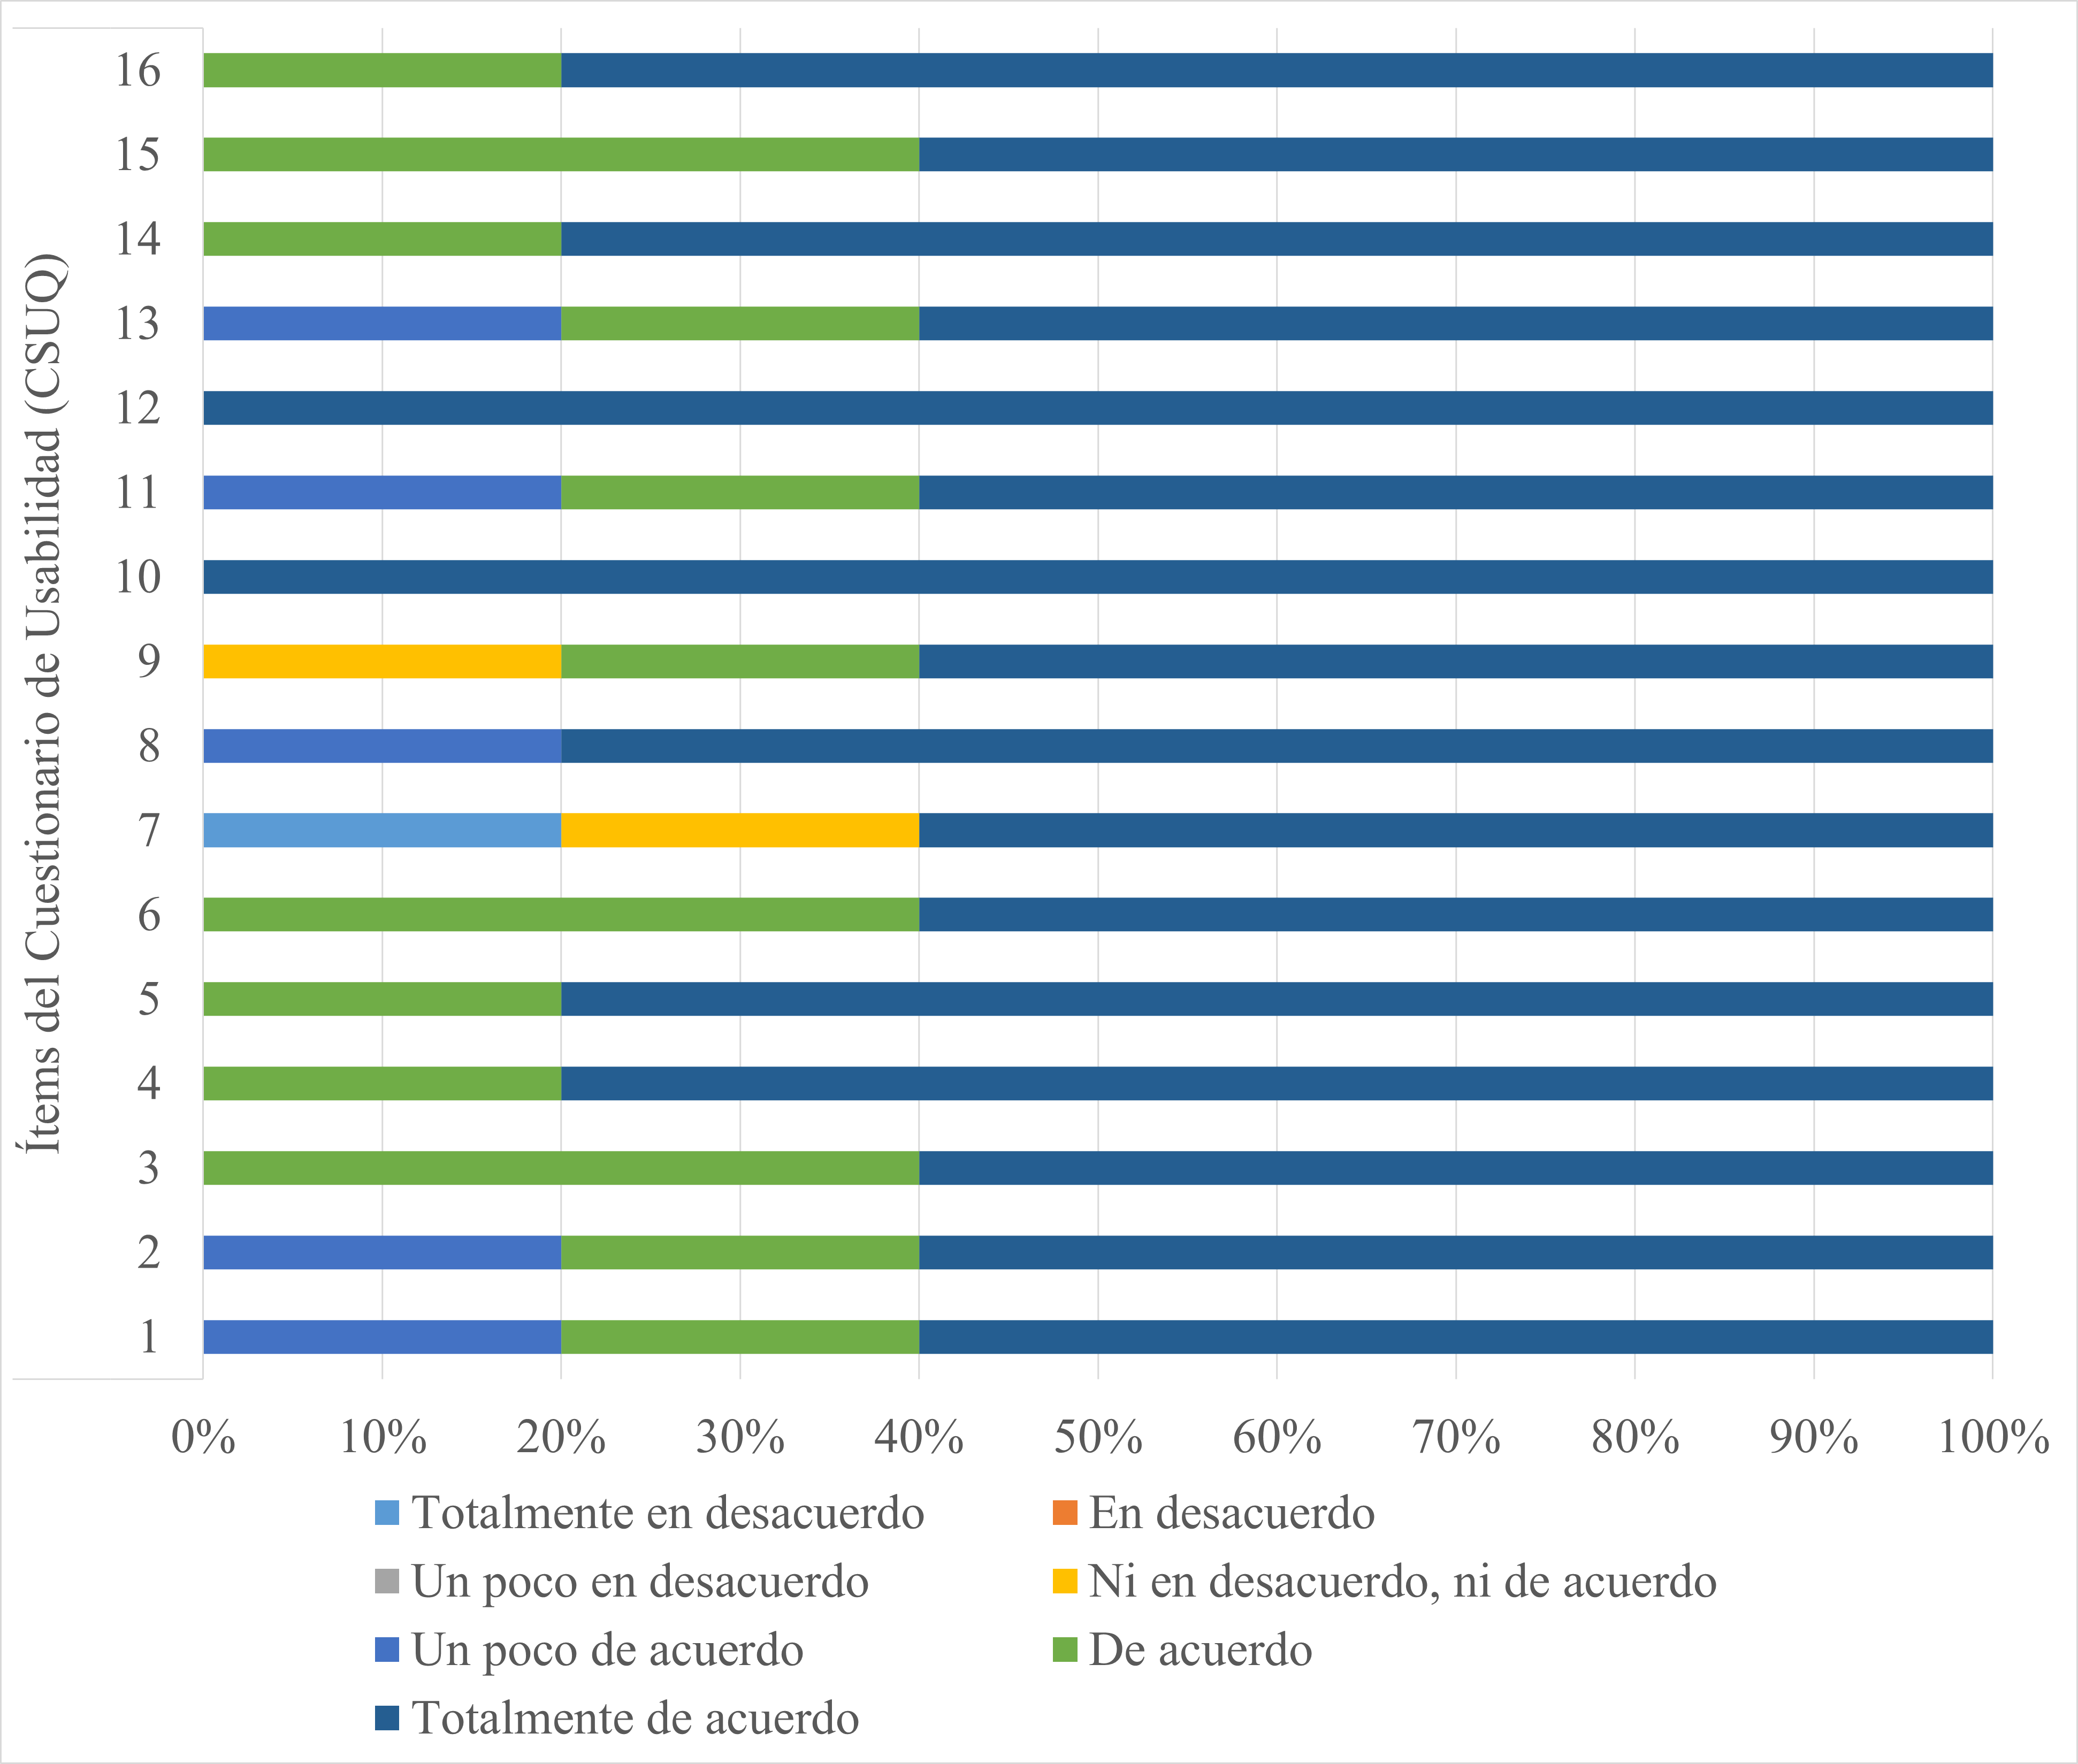 Ítems del Cuestionario de Usabilidad (CSUQ)
16
15
14
13
12
11
10
9
8
7
6
5
4
3
2
1
0% 10% 20% 30% 40% 50% 60% 70% 80% 90% 100%
Totalmente en desacuerdo En desacuerdo
Un poco en desacuerdo Ni en desacuerdo, ni de acuerdo
Un poco de acurdo De acuerdo
Totalmente de acuerdo